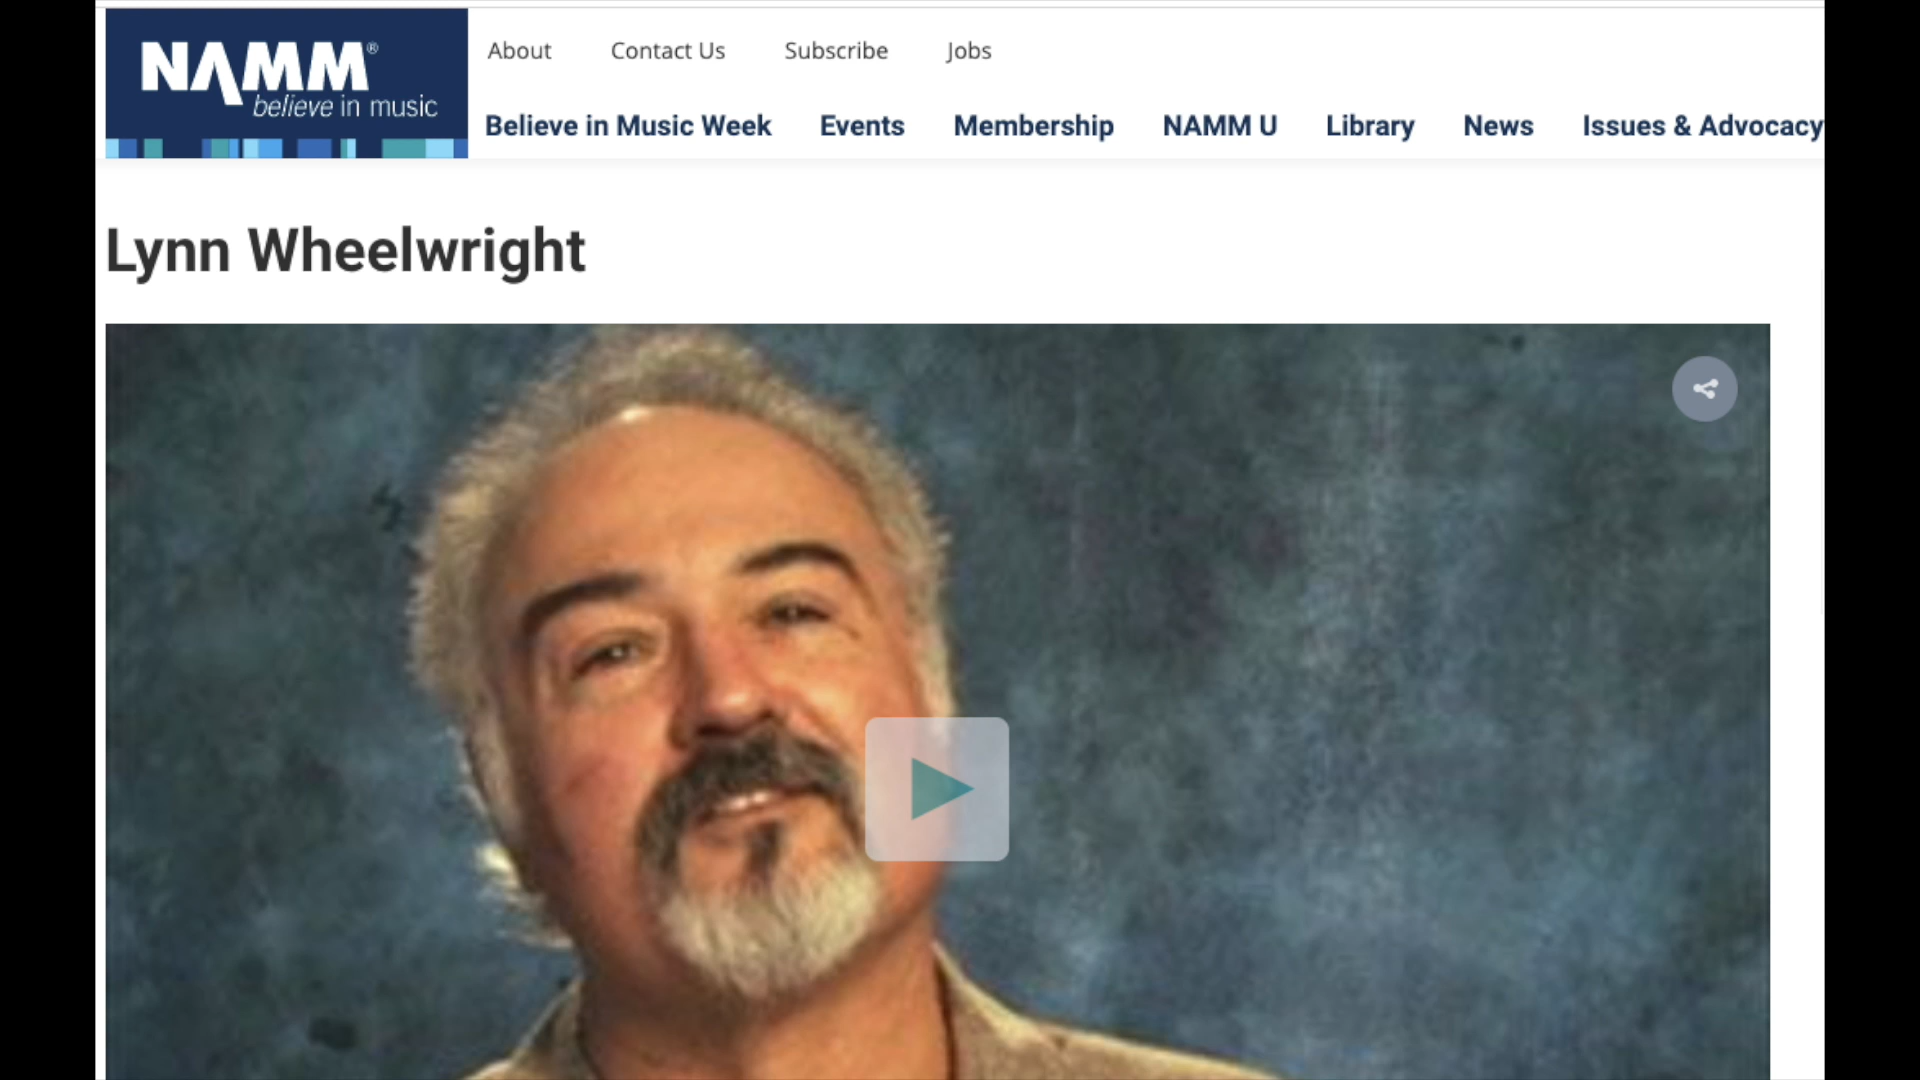 NAMM®
believe in music
About Contact Us Subscribe Jobs
Believe in Music Week Events Membership NAMM U Library News Issues & Advocacy
Lynn Wheelwright